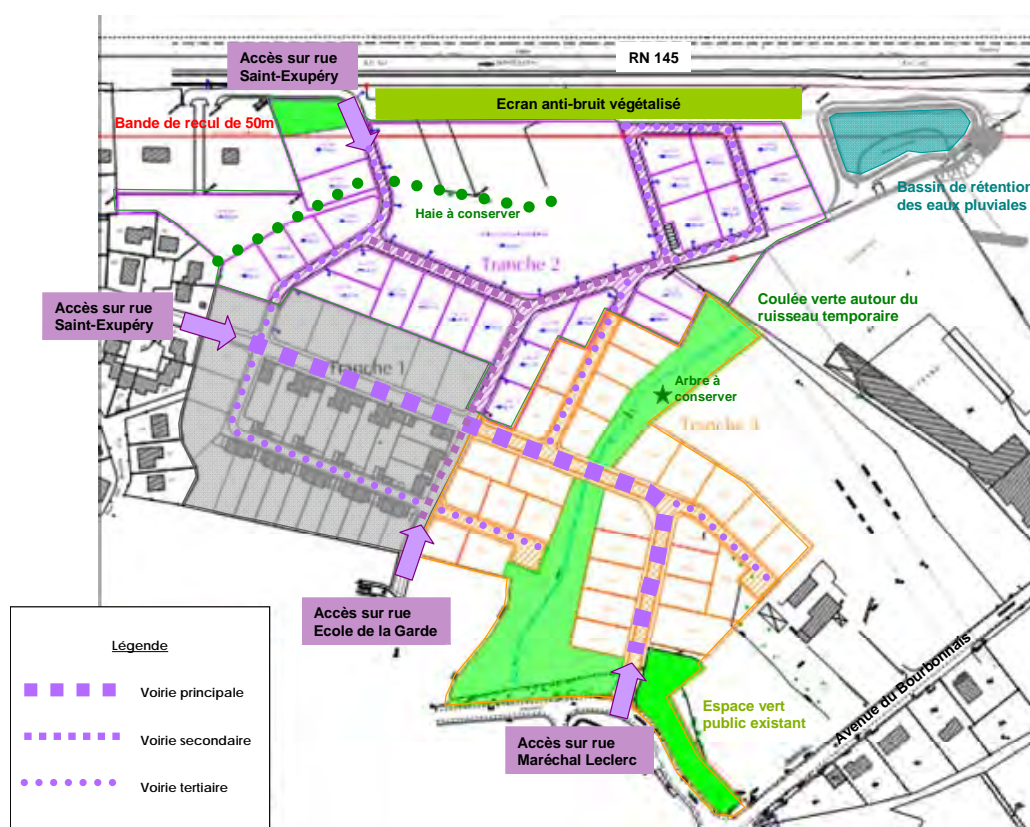 Accès sur rue
Saint-Exupéry
RN 145
Ecran anti-bruit végétalisé
Bande de recul de 50m
Bassin de rétention
des eaux pluviales
Haie à conserver
Tranche 2
Accès sur rue
Saint-Exupéry
Coulée verte autour du
ruisseau temporaire
Tranche 1
Arbre à
conserver
Tranche 3
Accès sur rue
Ecole de la Garde
Légende
Voirie principale
Voirie secondaire
Voirie tertiaire
Espace vert
public existant
Avenue du Bourbonnais
Accès sur rue
Maréchal Leclerc